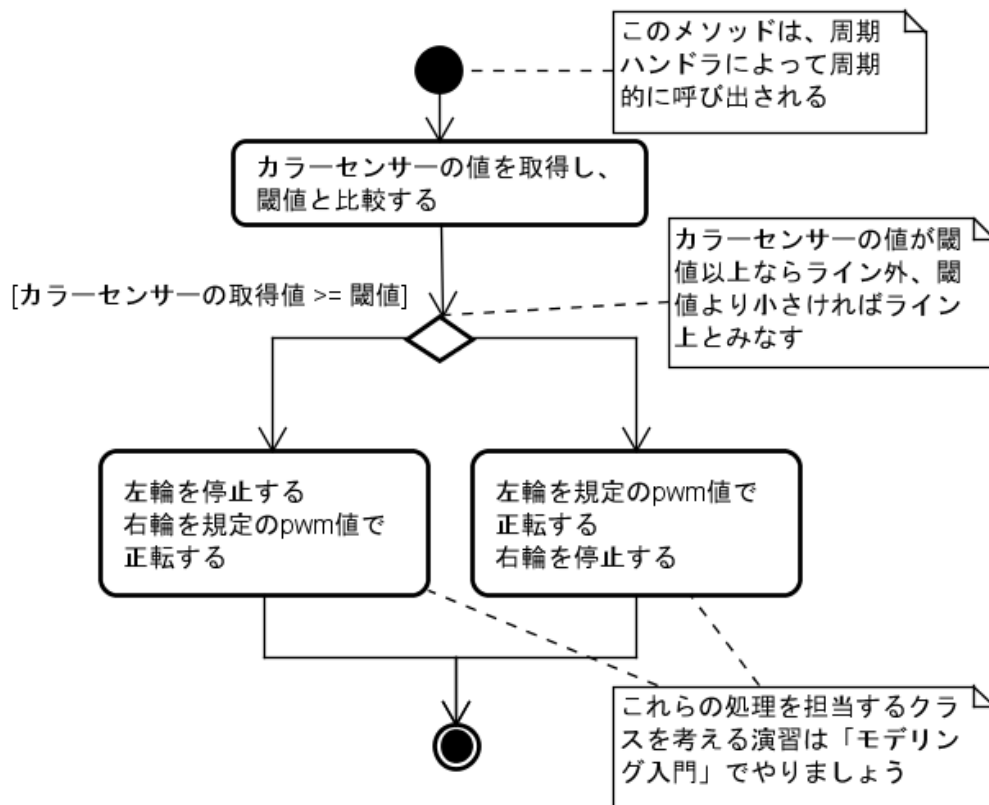 このメソッドは、周期
ハンドラによって周期
的に呼び出される
カラーセンサーの値を取得し、
閾値と比較する
カラーセンサーの値が閾
値以上ならライン外、閾
値より小さければライン
上とみなす
[カラーセンサーの取得値 >= 閾値]
左輪を停止する
右輪を規定のpwm値で
正転する
左輪を規定のpwm値で
正転する
右輪を停止する
これらの処理を担当するクラ
スを考える演習は「モデリン
グ入門」でやりましょう